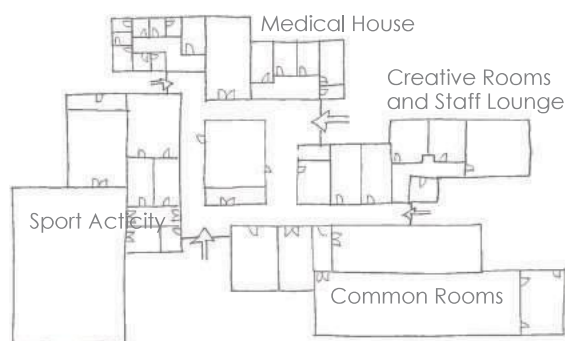 Medical House
Creative Rooms
and Staff Lounge
Sport Acticity
Common Rooms